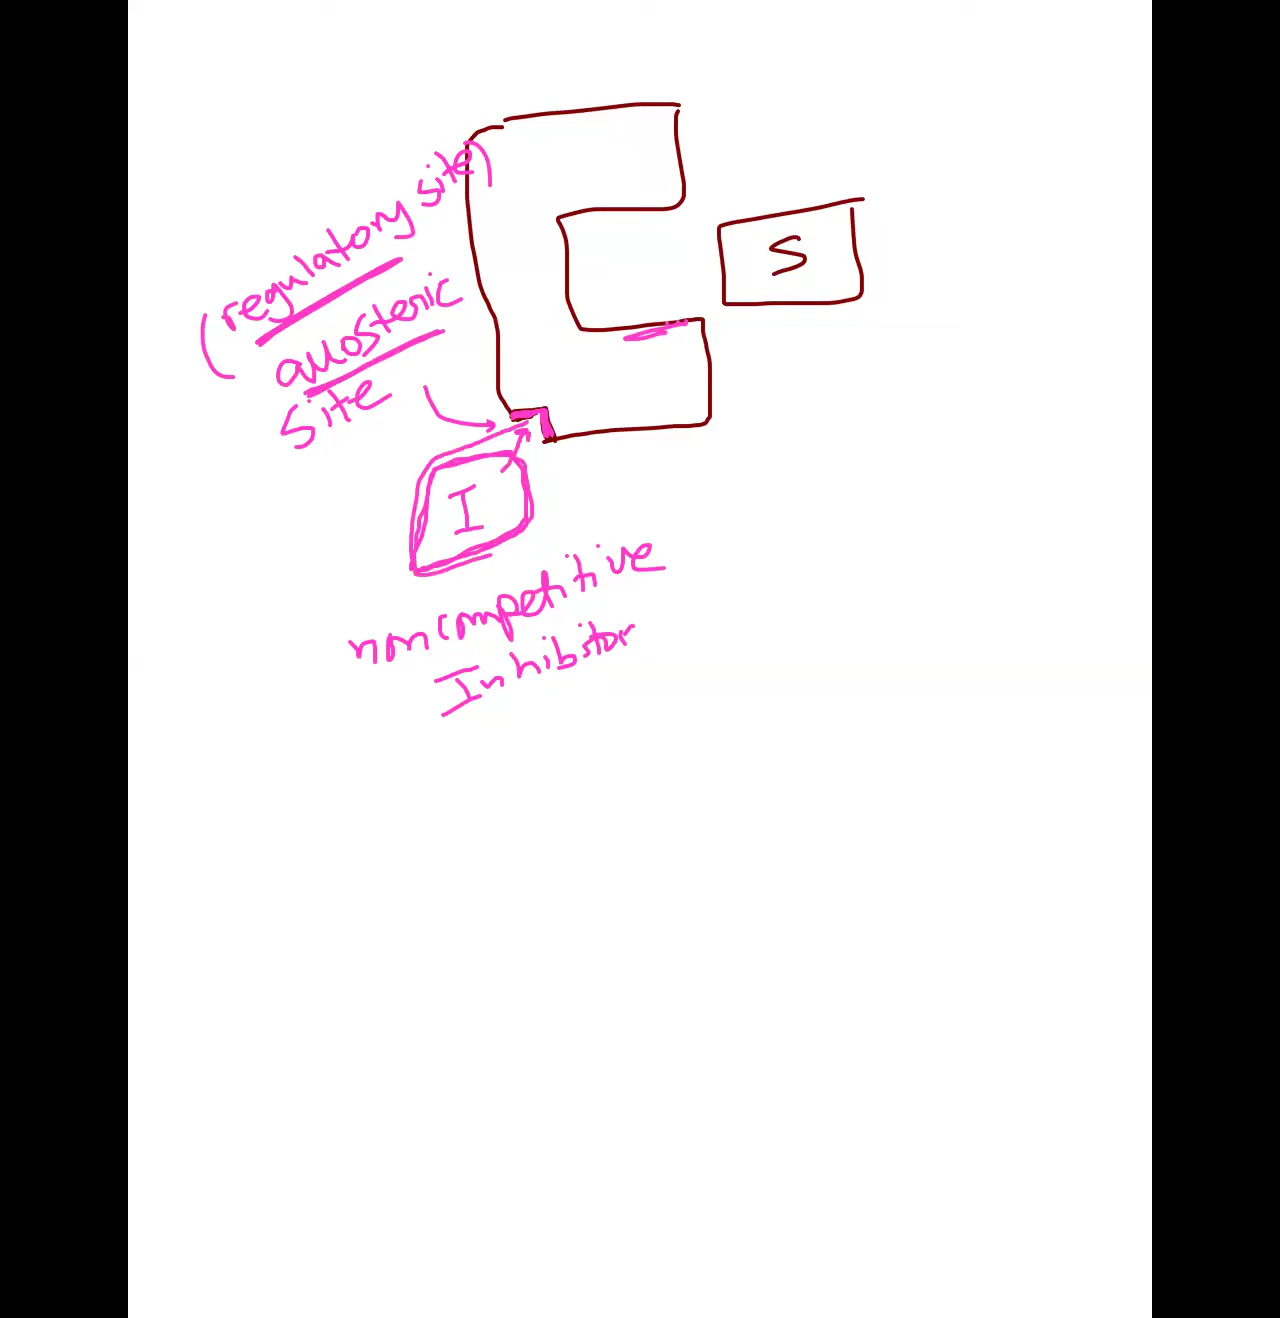 (regulatory site)
allosteric
site
S
I
noncompetitive
Inhibitor